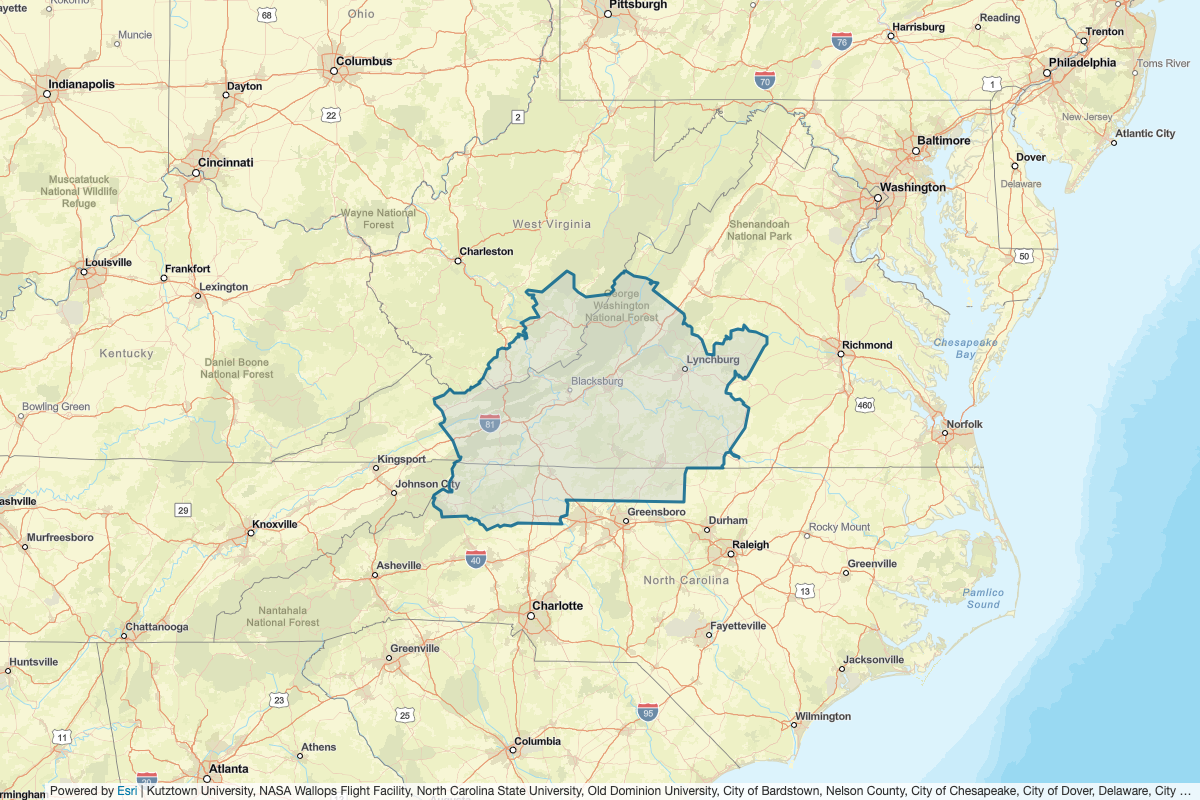 Kokomo
ayette
68
Ohio
Pittsburgh
Muncie
Columbus
Indianapolis
Dayton
22
2
70
76
Harrisburg
Reading
Trenton
Philadelphia
Toms River
1
New Jersey
Atlantic City
Cincinnati
Baltimore
Dover
Delaware
Washington
Muscatatuck
National Wildlife
Refuge
Wayne National
Forest
West Virginia
Shenandoah
National Park
Charleston
50
Louisville
Frankfort
Lexington
George
Washington
National Forest
Kentucky
Daniel Boone
National Forest
Lynchburg
Richmond
Chesapeake
Bay
Blacksburg
Bowling Green
81
460
Norfolk
Kingsport
Johnson City
ashville
29
Knoxville
Murfreesboro
Greensboro
Durham
Rocky Mount
Raleigh
Greenville
40
Asheville
North Carolina
13
Pamlico
Sound
Nantahala
National Forest
Charlotte
Chattanooga
Fayetteville
Greenville
Huntsville
Jacksonville
23
25
95
Wilmington
11
Athens
Columbia
Atlanta
20
rmingham
Powered by Esri | Kutztown University, NASA Wallops Flight Facility, North Carolina State University, Old Dominion University, City of Bardstown, Nelson County, City of Chesapeake, City of Dover, Delaware, City ...